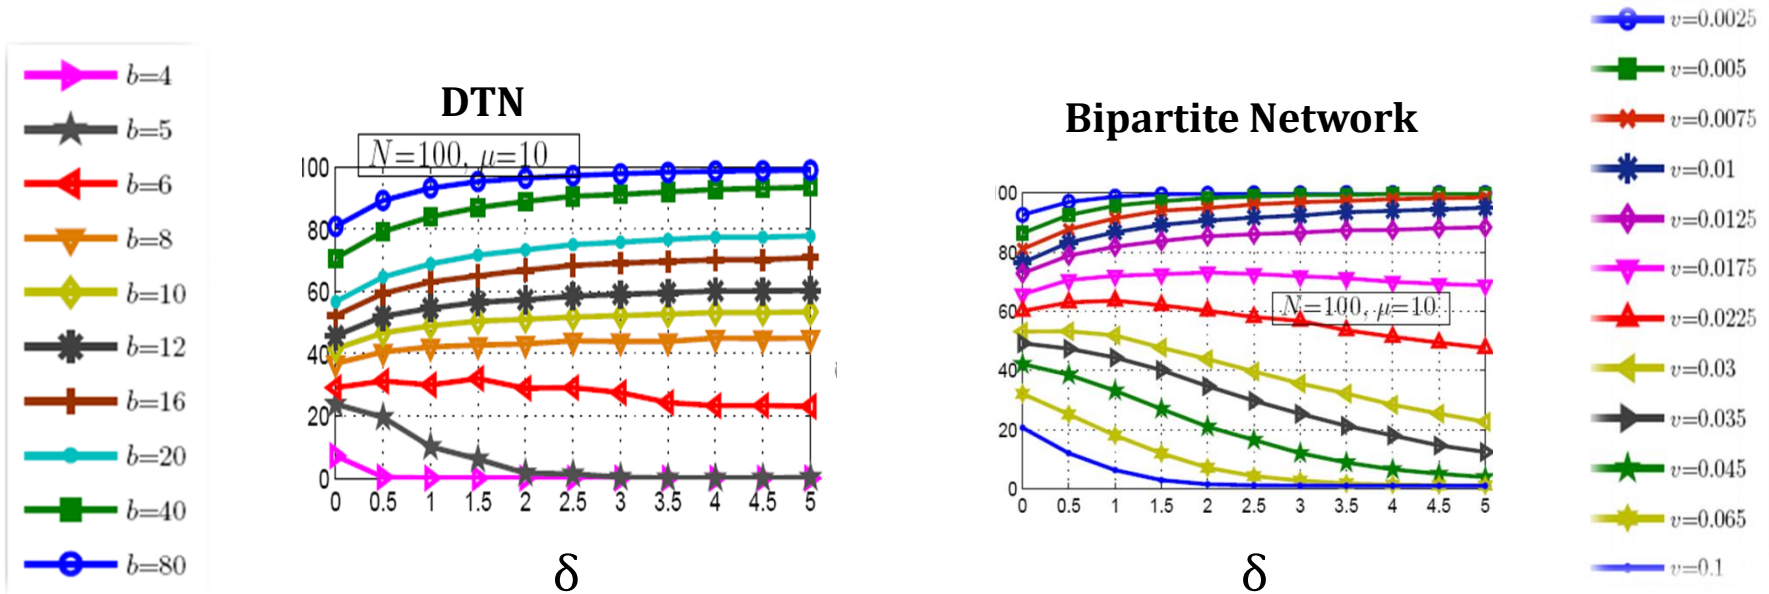 b=4
b=5
b=6
b=8
b=10
b=12
b=16
b=20
b=40
b=80
DTN
N=100, μ=10
100
80
60
40
20
0
0 0.5 1 1.5 2 2.5 3 3.5 4 4.5 5
δ
Bipartite Network
N=100, μ=10
00
80
60
40
20
0
0 0.5 1 1.5 2 2.5 3 3.5 4 4.5 5
δ
v=0.0025
v=0.005
v=0.0075
v=0.01
v=0.0125
v=0.0175
v=0.0225
v=0.03
v=0.035
v=0.045
v=0.065
v=0.1